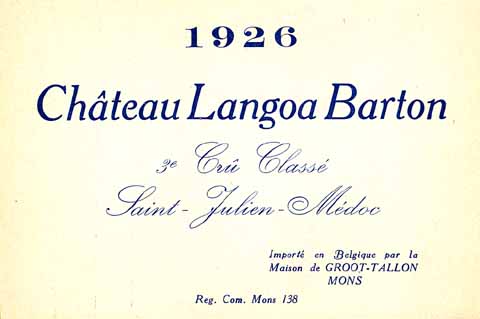 1926
Château Langoa Barton
3e Crû Classé
Saint-Julien-Médoc
Importé en Belgique par la
Maison de GROOT-TALLON
MONS
Reg. Com. Mons 138